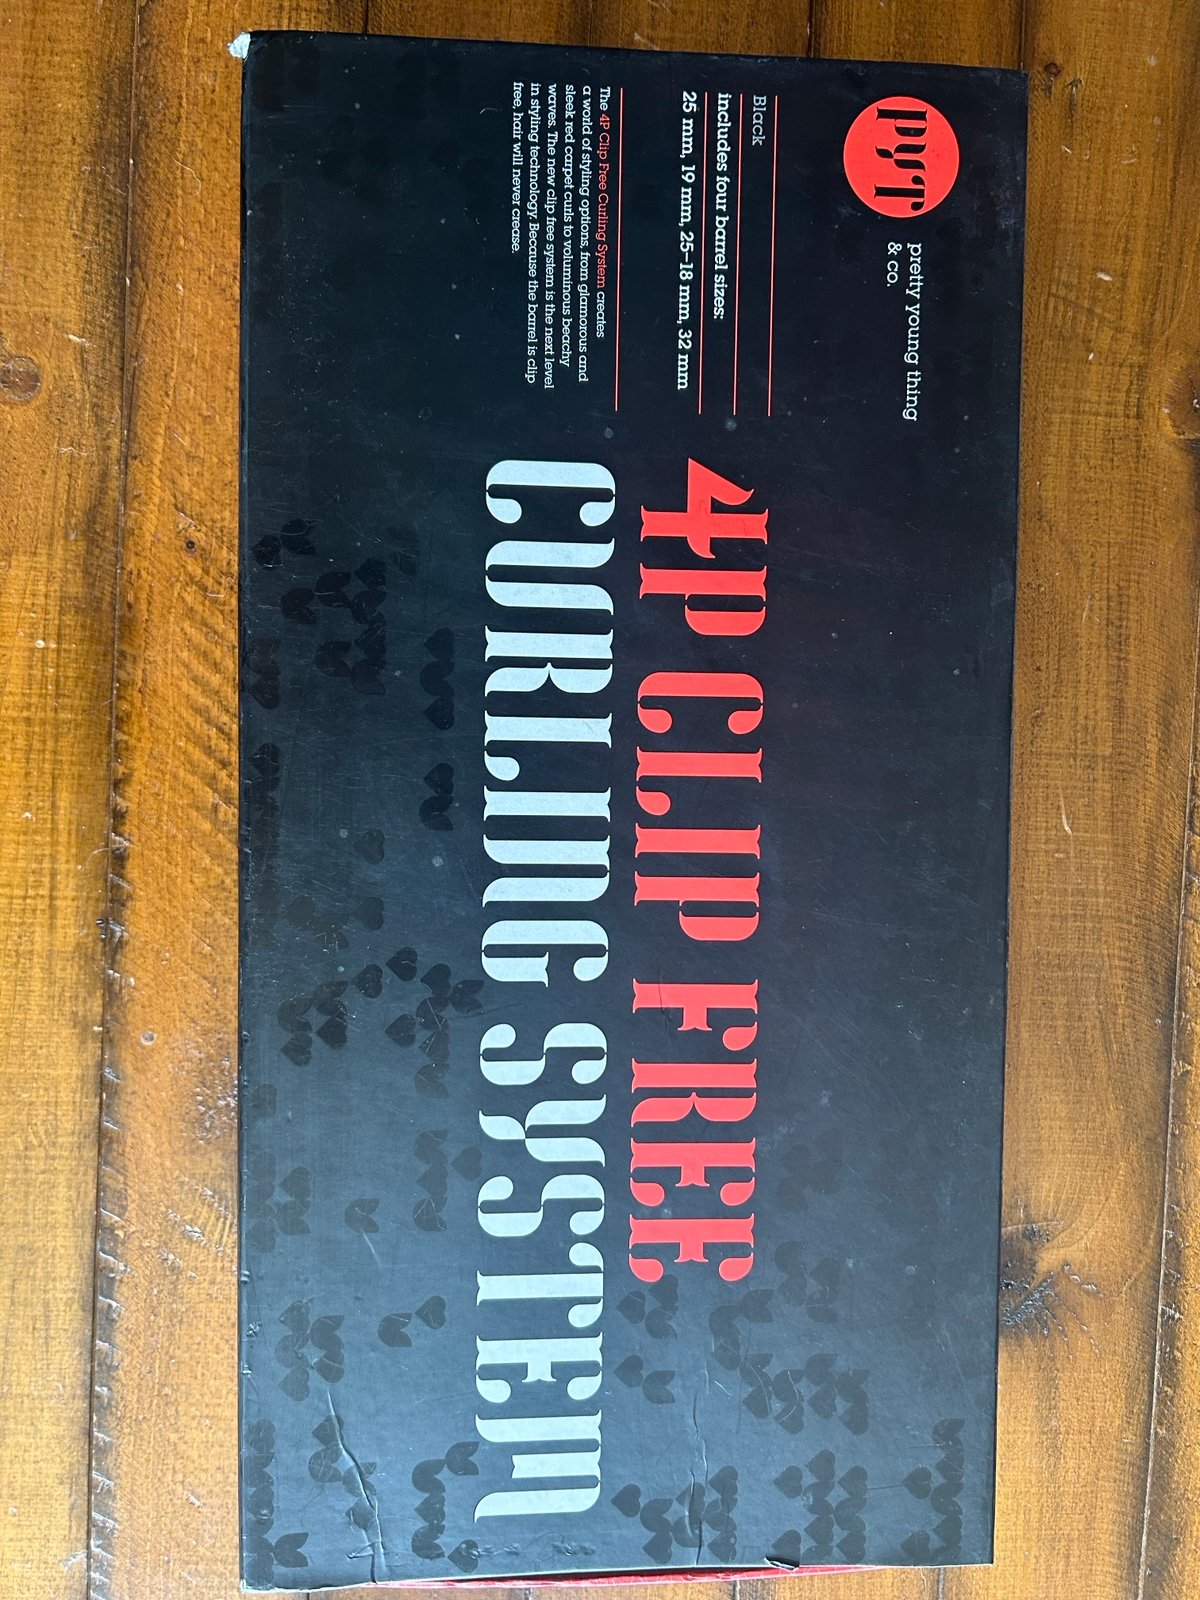 PYT
pretty young thing
& co.
Black
includes four barrel sizes:
25 mm, 19 mm, 25-18 mm, 32 mm
The 4P Clip Free Curling System creates
a world of styling options, from glamorous and
sleek red carpet curls to voluminous beachy
waves. The new clip free system is the next level
in styling technology. Because the barrel is clip
free, hair will never crease.
4P CLIP FREE
CURLING SYSTEM